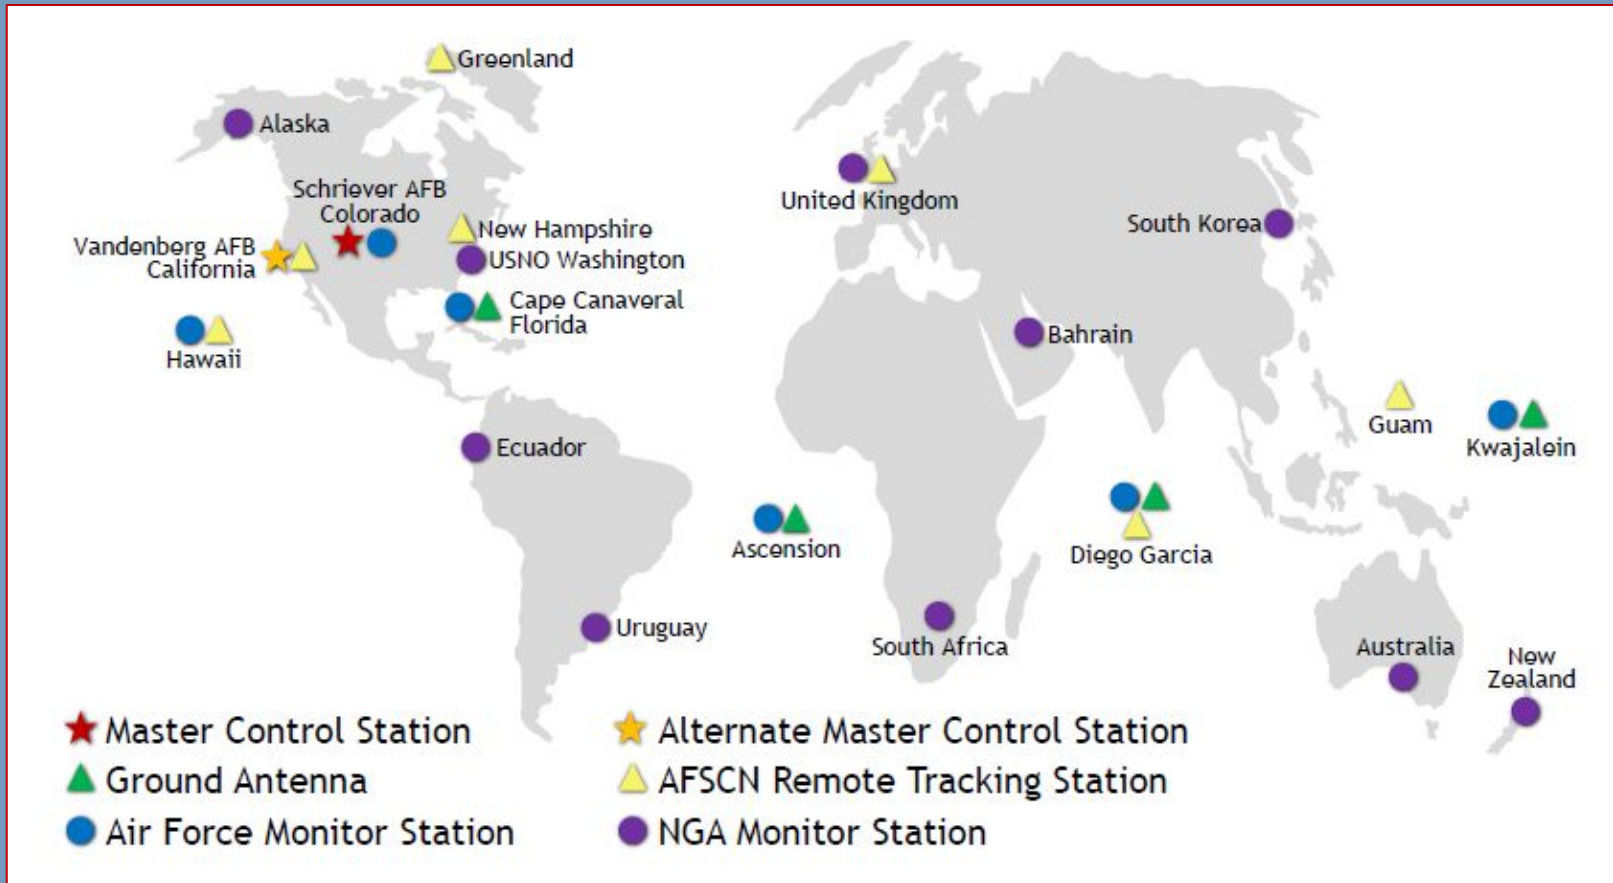 Greenland
Alaska
Schriever AFB
Colorado
New Hampshire
Vandenberg AFB
California
USNO Washington
Cape Canaveral
Florida
Hawaii
United Kingdom
South Korea
Bahrain
Guam
Kwajalein
Ecuador
Ascension
Diego Garcia
Uruguay
South Africa
Australia
New
Zealand
Master Control Station
Alternate Master Control Station
Ground Antenna
AFSCN Remote Tracking Station
Air Force Monitor Station
NGA Monitor Station